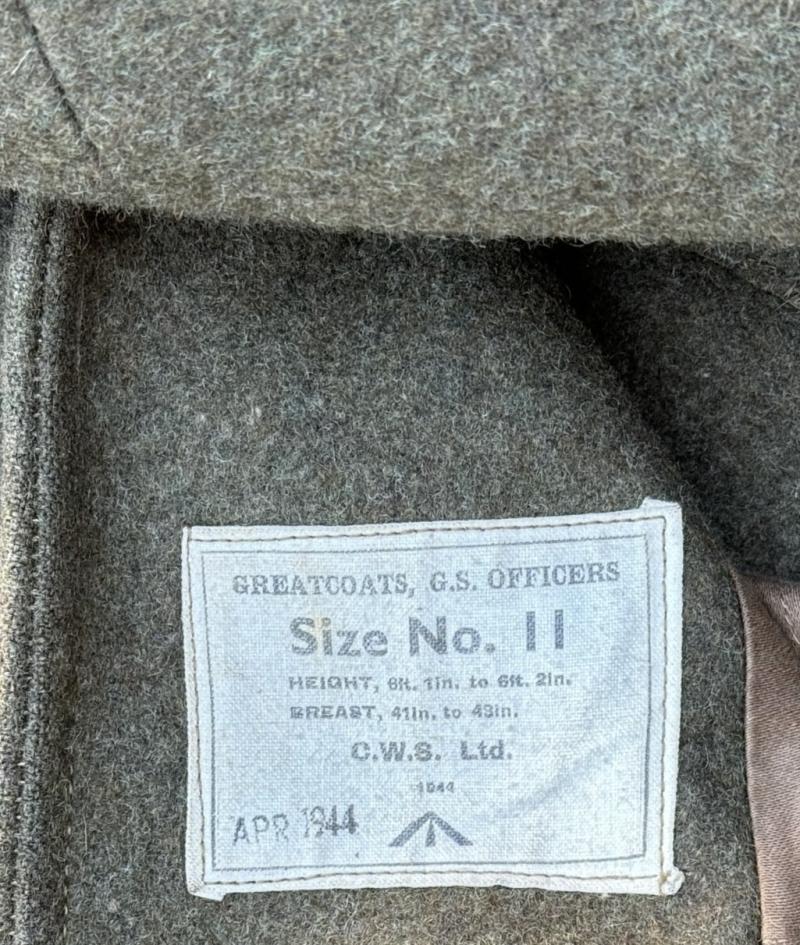 GREATCOATS, G.S. OFFICERS
Size No. 11
HEIGHT, 6ft. 1in. to 6ft. 2in.
BREAST, 41in. to 43in.
C.W.S. Ltd.
1944
APR 1944